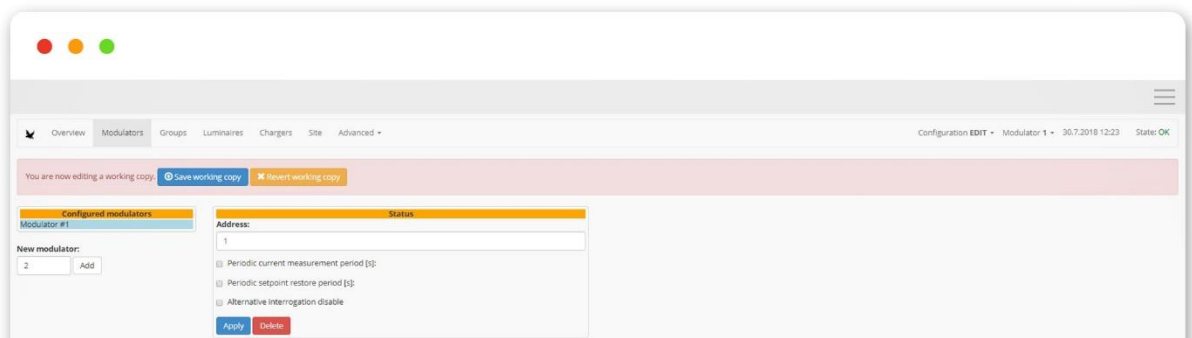 Overview Modulators Groups Luminaires Chargers Site Advanced Configuration EDIT Modulator 1 30.7.2018 12:23 State: OK
You are now editing a working copy. Save working copy Revert working copy
Configured modulators
Modulator #1
New modulator:
2 Add
Status
Address:
1
Periodic current measurement period [s]:
Periodic setpoint restore period [s]:
Alternative interrogation disable
Apply Delete